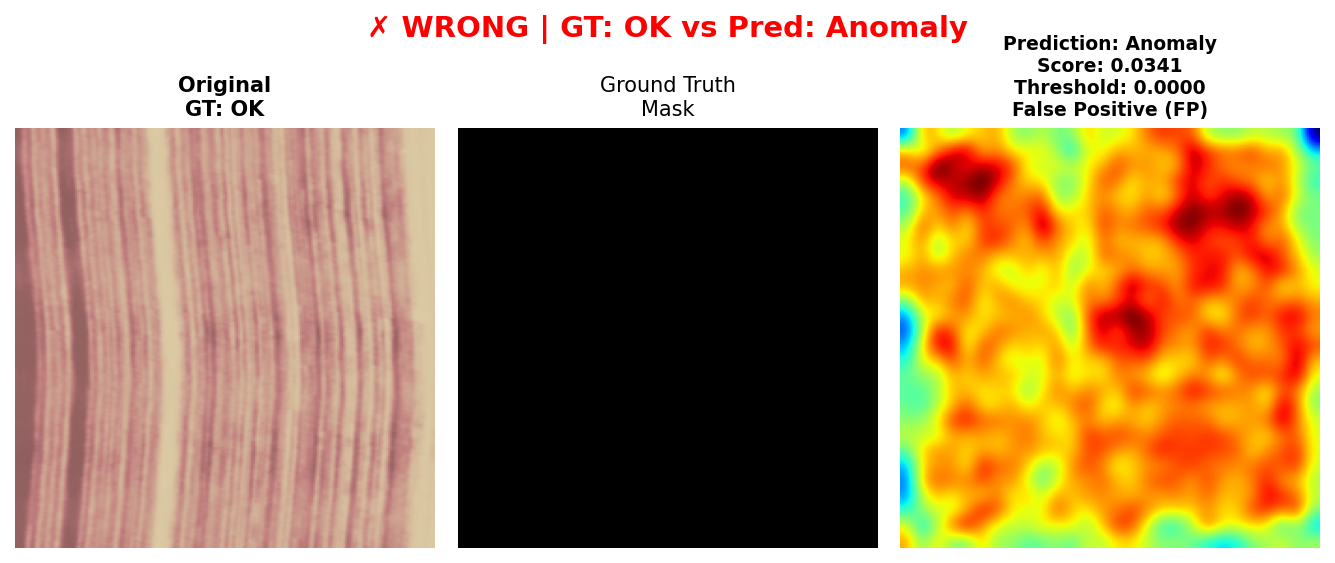 ✗ WRONG | GT: OK vs Pred: Anomaly
Original
GT: OK
Ground Truth
Mask
Prediction: Anomaly
Score: 0.0341
Threshold: 0.0000
False Positive (FP)